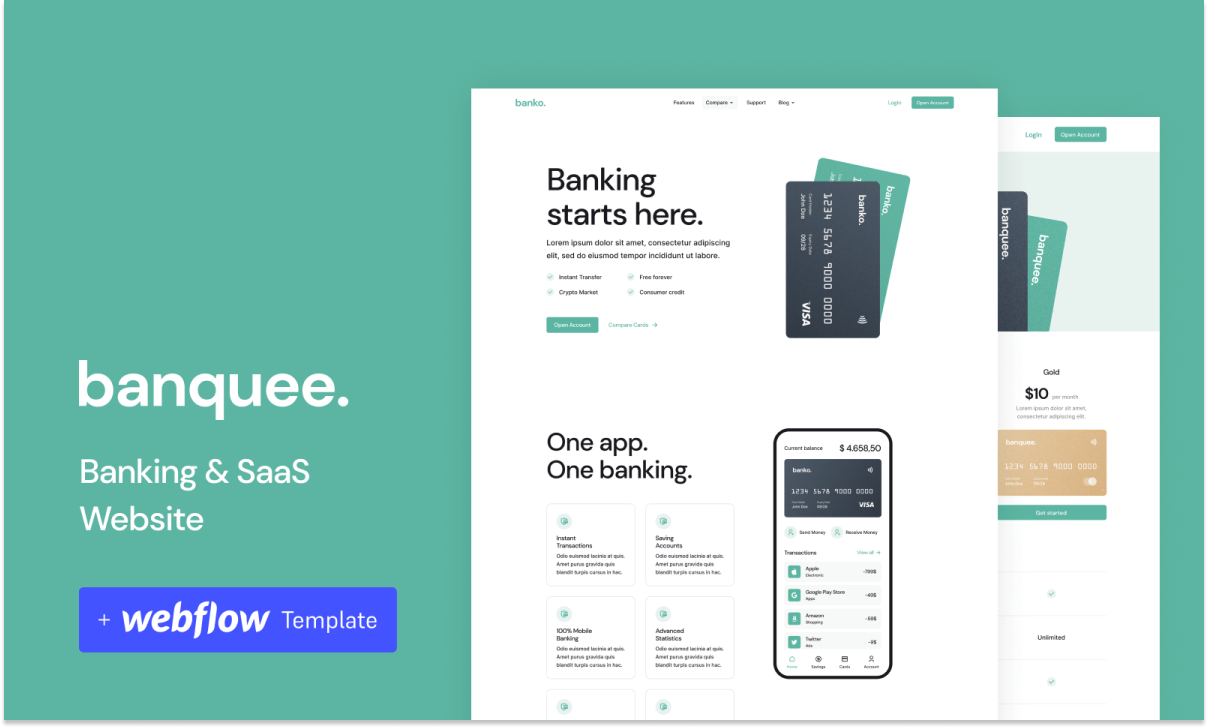 banquee.
Banking & SaaS
Website
+ webflow Template
banko.
Features
Compare
Support
Blog
Login
Open Account
Banking
starts here.
Lorem ipsum dolor sit amet, consectetur adipiscing
elit, sed do eiusmod tempor incididunt ut labore.
Instant Transfer
Free forever
Crypto Market
Consumer credit
Open Account
Compare Cards →
banko.
banko.
1234 5678 9000 0000
John Dee
09/28
VISA
One app.
One banking.
Instant
Transactions
Odio euismod lacinia at quis.
Amet purus gravida quis
blandit turpis cursus in hac.
Saving
Accounts
Odio euismod lacinia at quis.
Amet purus gravida quis
blandit turpis cursus in hac.
100% Mobile
Banking
Odio euismod lacinia at quis.
Amet purus gravida quis
blandit turpis cursus in hac.
Advanced
Statistics
Odio euismod lacinia at quis.
Amet purus gravida quis
blandit turpis cursus in hac.
Current balance
$ 4.658,50
banko.
1234 5678 9000 0000
John Dee
09/28
VISA
Send Money
Receive Money
Transactions
View all →
Apple
Electronic
-799$
Google Play Store
Apps
-49$
Amazon
Shopping
-59$
Twitter
Ads
-9$
Home
Savings
Cards
Account
Login
Open Account
banquee.
banquee.
Gold
$10 per month
Lorem ipsum dolor sit amet,
consectetur adipiscing elit.
banquee.
1234 5678 9000 0000
Get started
Unlimited